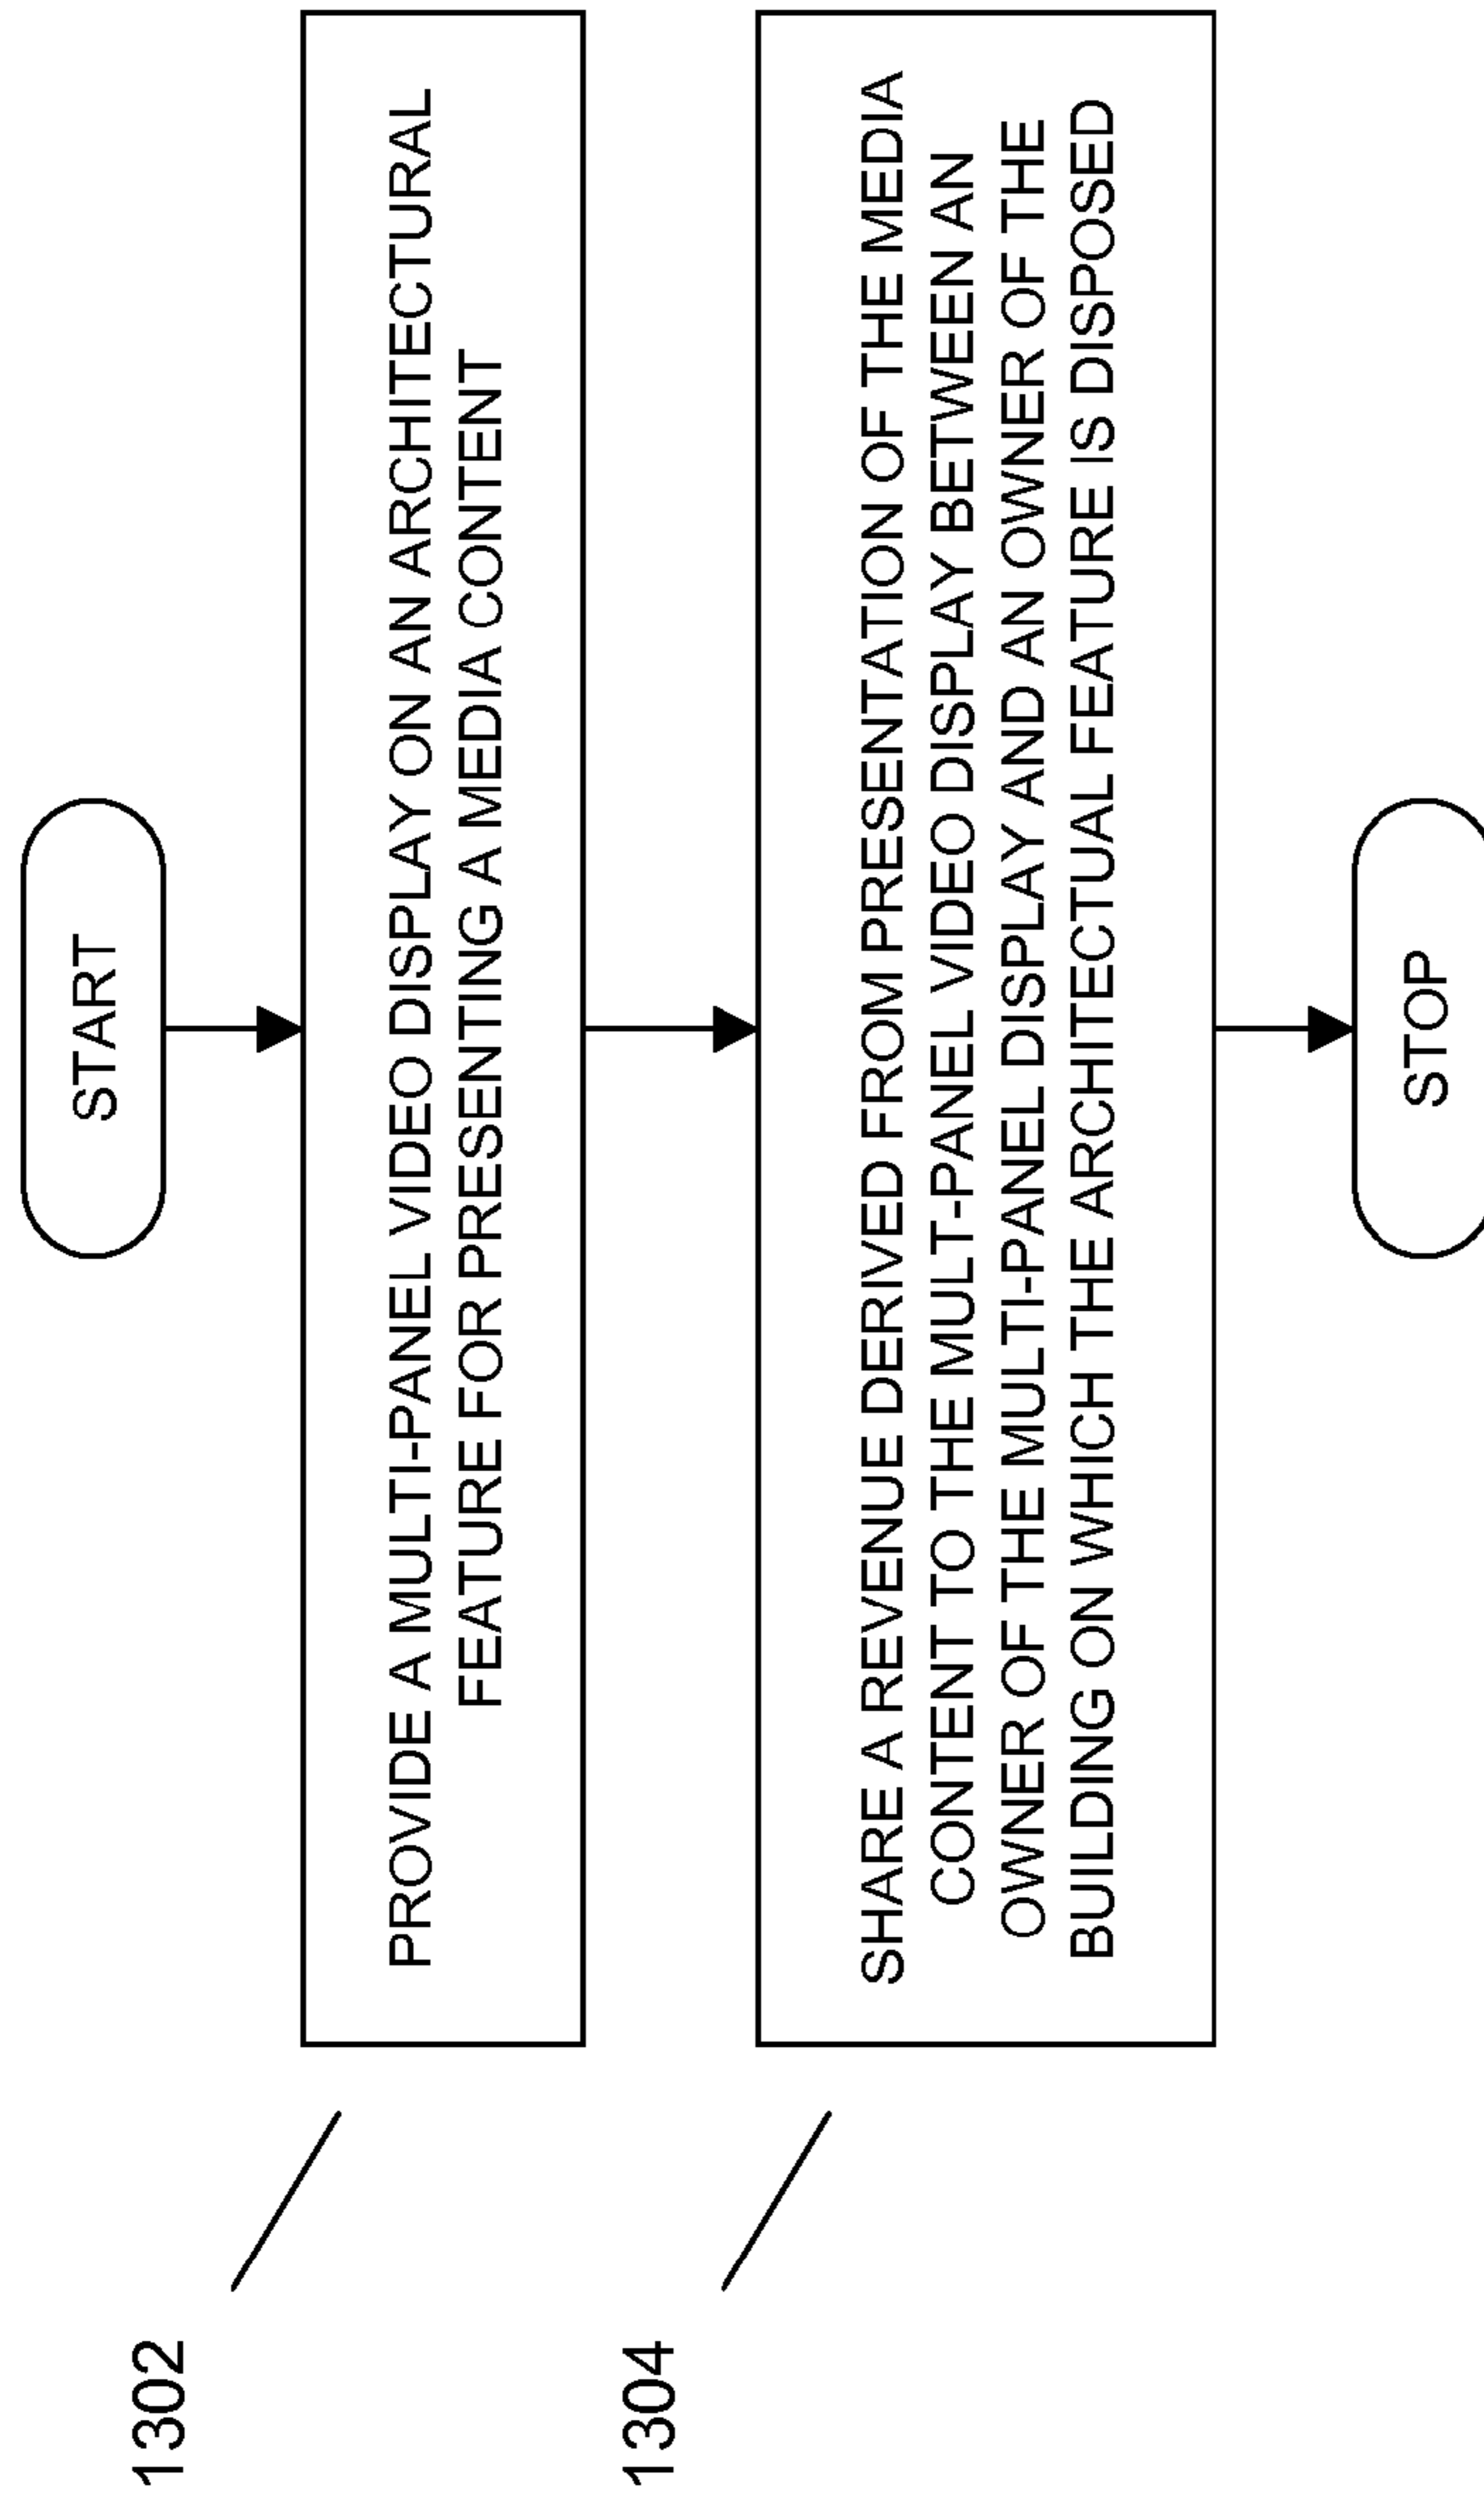 START
1302
PROVIDE A MULTI-PANEL VIDEO DISPLAY ON AN ARCHITECTURAL
FEATURE FOR PRESENTING A MEDIA CONTENT
1304
SHARE A REVENUE DERIVED FROM PRESENTATION OF THE MEDIA
CONTENT TO THE MULT-PANEL VIDEO DISPLAY BETWEEN AN
OWNER OF THE MULTI-PANEL DISPLAY AND AN OWNER OF THE
BUILDING ON WHICH THE ARCHITECTUAL FEATURE IS DISPOSED
STOP